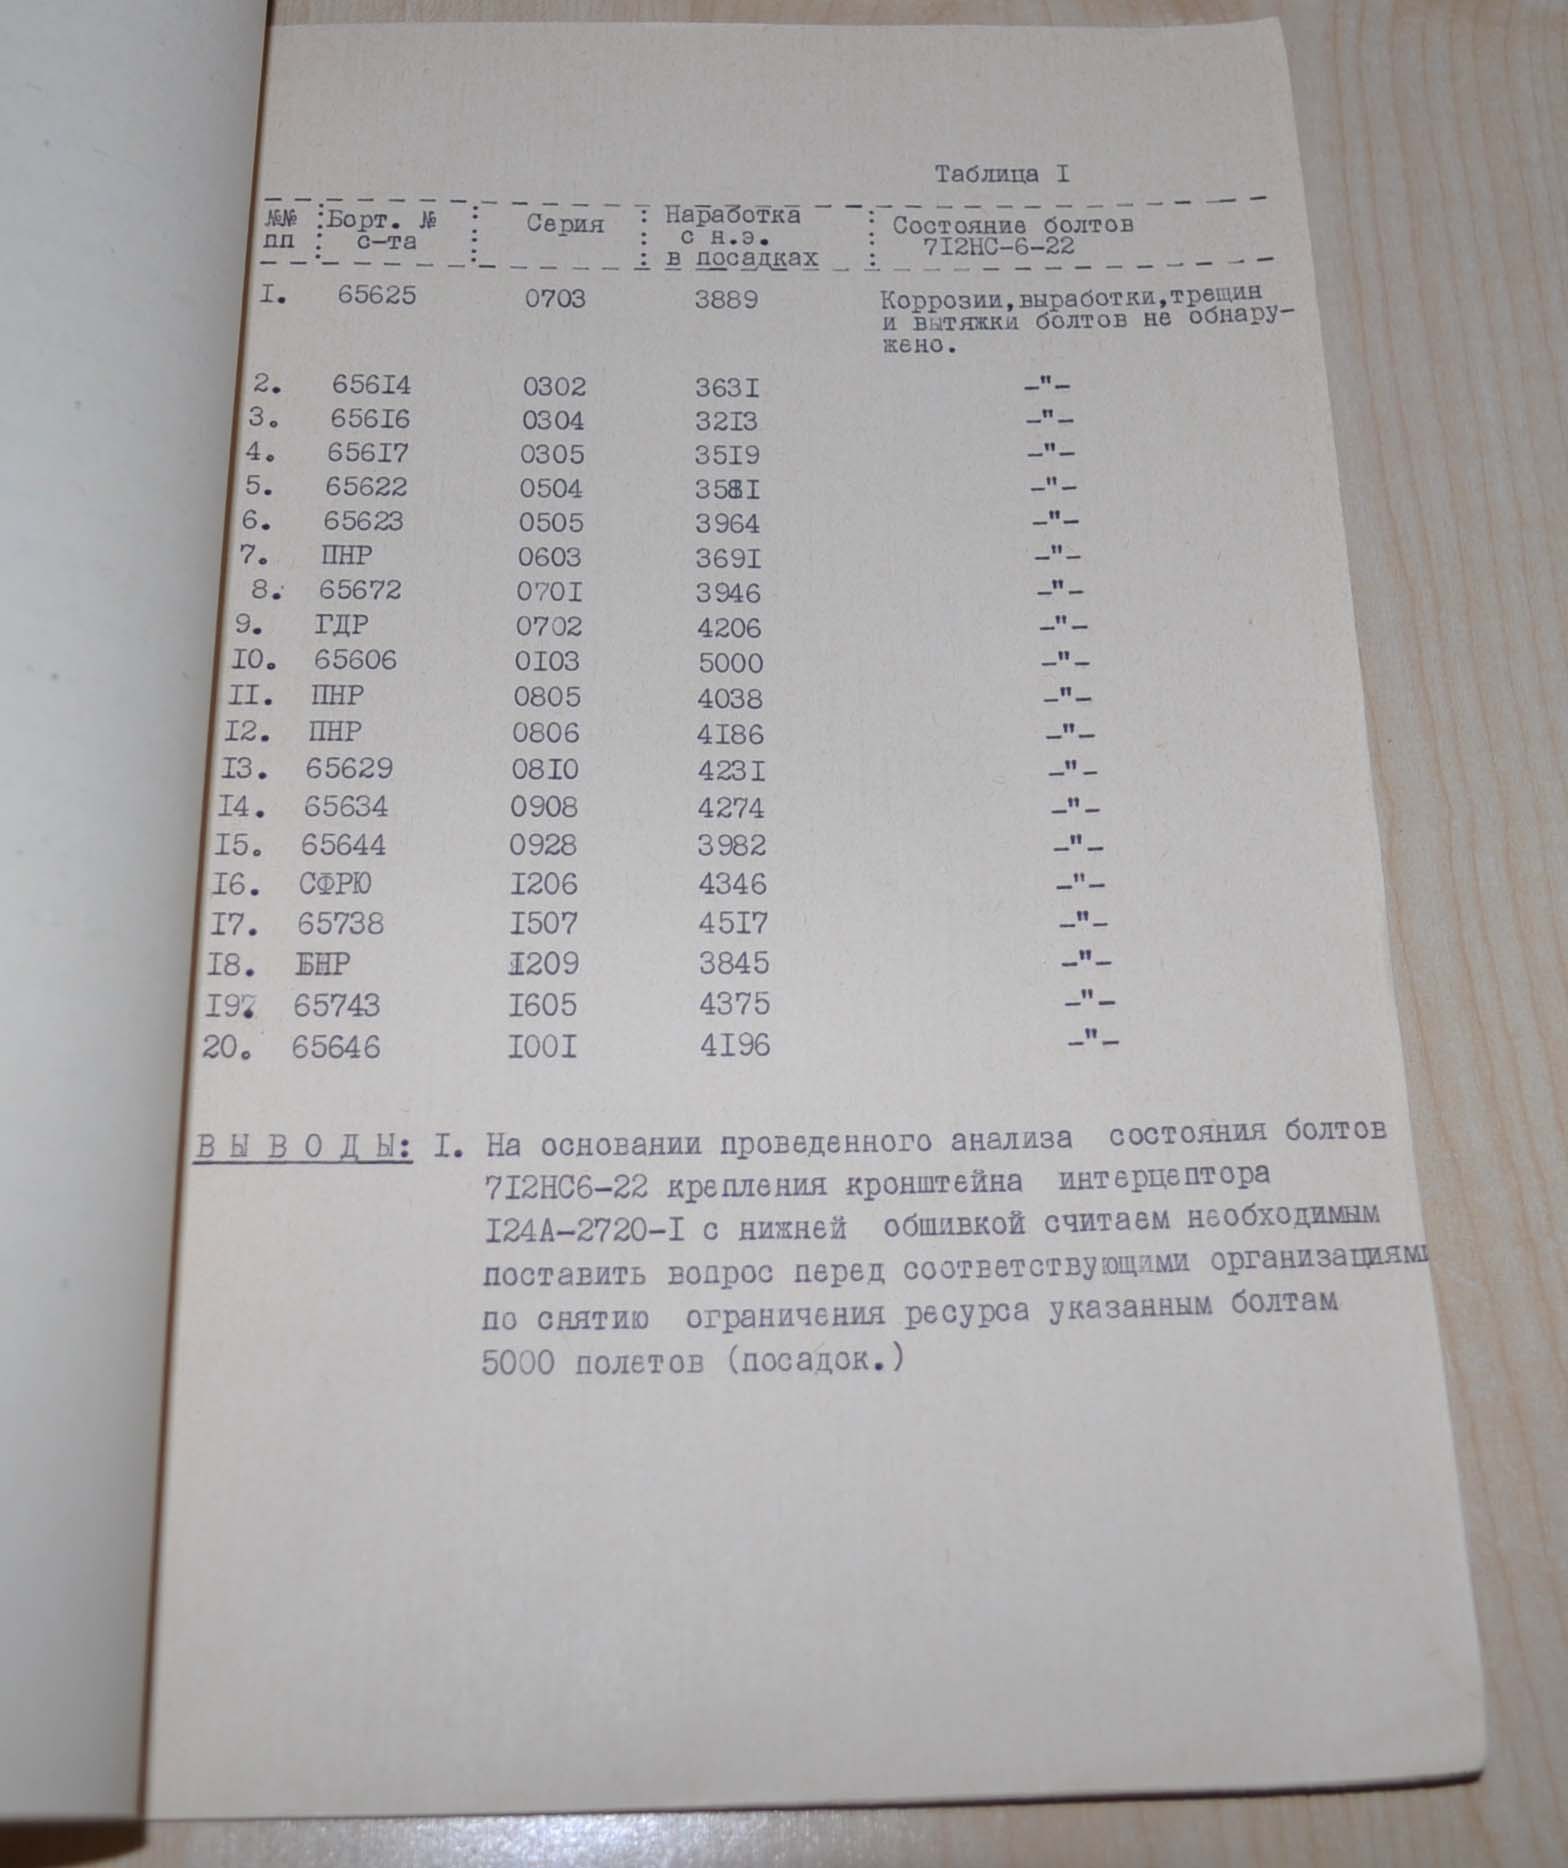 Таблица I
№№ : Борт. № : Серия : Наработка : Состояние болтов
пп : с-та : с н.э. : 7I2НС-6-22
в посадках
I. 65625 0703 3889 Коррозии,выработки,трещин
и вытяжки болтов не обнару-
жено.
2. 656I4 0302 363I -"-
3. 656I6 0304 32I3 -"-
4. 656I7 0305 35I9 -"-
5. 65622 0504 358I -"-
6. 65623 0505 3964 -"-
7. ПНР 0603 369I -"-
8. 65672 070I 3946 -"-
9. ГДР 0702 4206 -"-
I0. 65606 0I03 5000 -"-
II. ПНР 0805 4038 -"-
I2. ПНР 0806 4I86 -"-
I3. 65629 08I0 423I -"-
I4. 65634 0908 4274 -"-
I5. 65644 0928 3982 -"-
I6. СФРЮ I206 4346 -"-
I7. 65738 I507 45I7 -"-
I8. БНР I209 3845 -"-
I9. 65743 I605 4375 -"-
20. 65646 I00I 4I96 -"-
В Ы В О Д Ы: I. На основании проведенного анализа состояния болтов
7I2НС6-22 крепления кронштейна интерцептора
I24А-2720-I с нижней обшивкой считаем необходимым
поставить вопрос перед соответствующими организациями
по снятию ограничения ресурса указанным болтам
5000 полетов (посадок.)